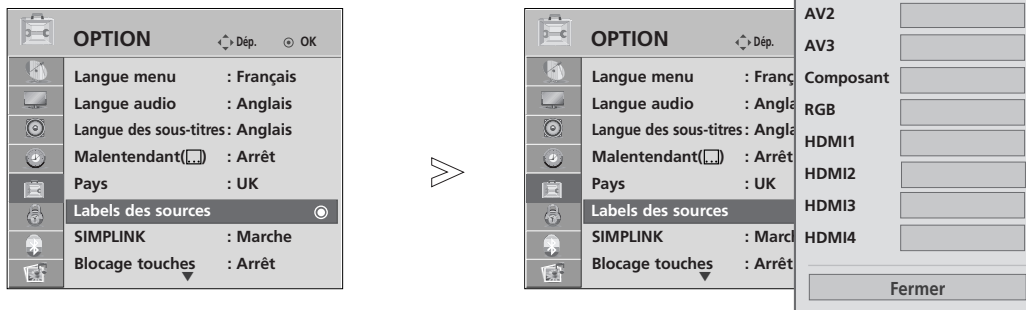 OPTION Dép. OK
Langue menu : Français
Langue audio : Anglais
Langue des sous-titres : Anglais
Malentendant( ) : Arrêt
Pays : UK
Labels des sources
SIMPLINK : Marche
Blocage touches : Arrêt
>
OPTION Dép.
Langue menu : Franç
Langue audio : Angla
Langue des sous-titres : Angla
Malentendant( ) : Arrêt
Pays : UK
Labels des sources
SIMPLINK : Marcl
Blocage touches : Arrêt
AV2
AV3
Composant
RGB
HDMI1
HDMI2
HDMI3
HDMI4
Fermer